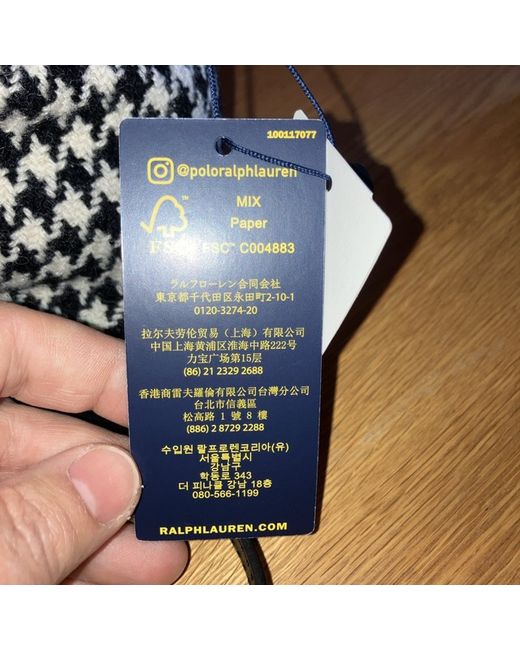 100117077
@poloralphlauren
MIX
Paper
FSC™ C004883
ラルフローレン合同会社
東京都千代田区永田町2-10-1
0120-3274-20
拉尔夫劳伦贸易（上海）有限公司
中国上海黄浦区淮海中路222号
力宝广场第15层
(86) 21 2329 2688
香港商雷夫羅倫有限公司台灣分公司
台北市信義區
松高路 1 號 8 樓
(886) 2 8729 2288
수입원 랄프로렌코리아(유)
서울특별시
강남구
학동로 343
더 피나클 강남 18층
080-566-1199
RALPHLAUREN.COM